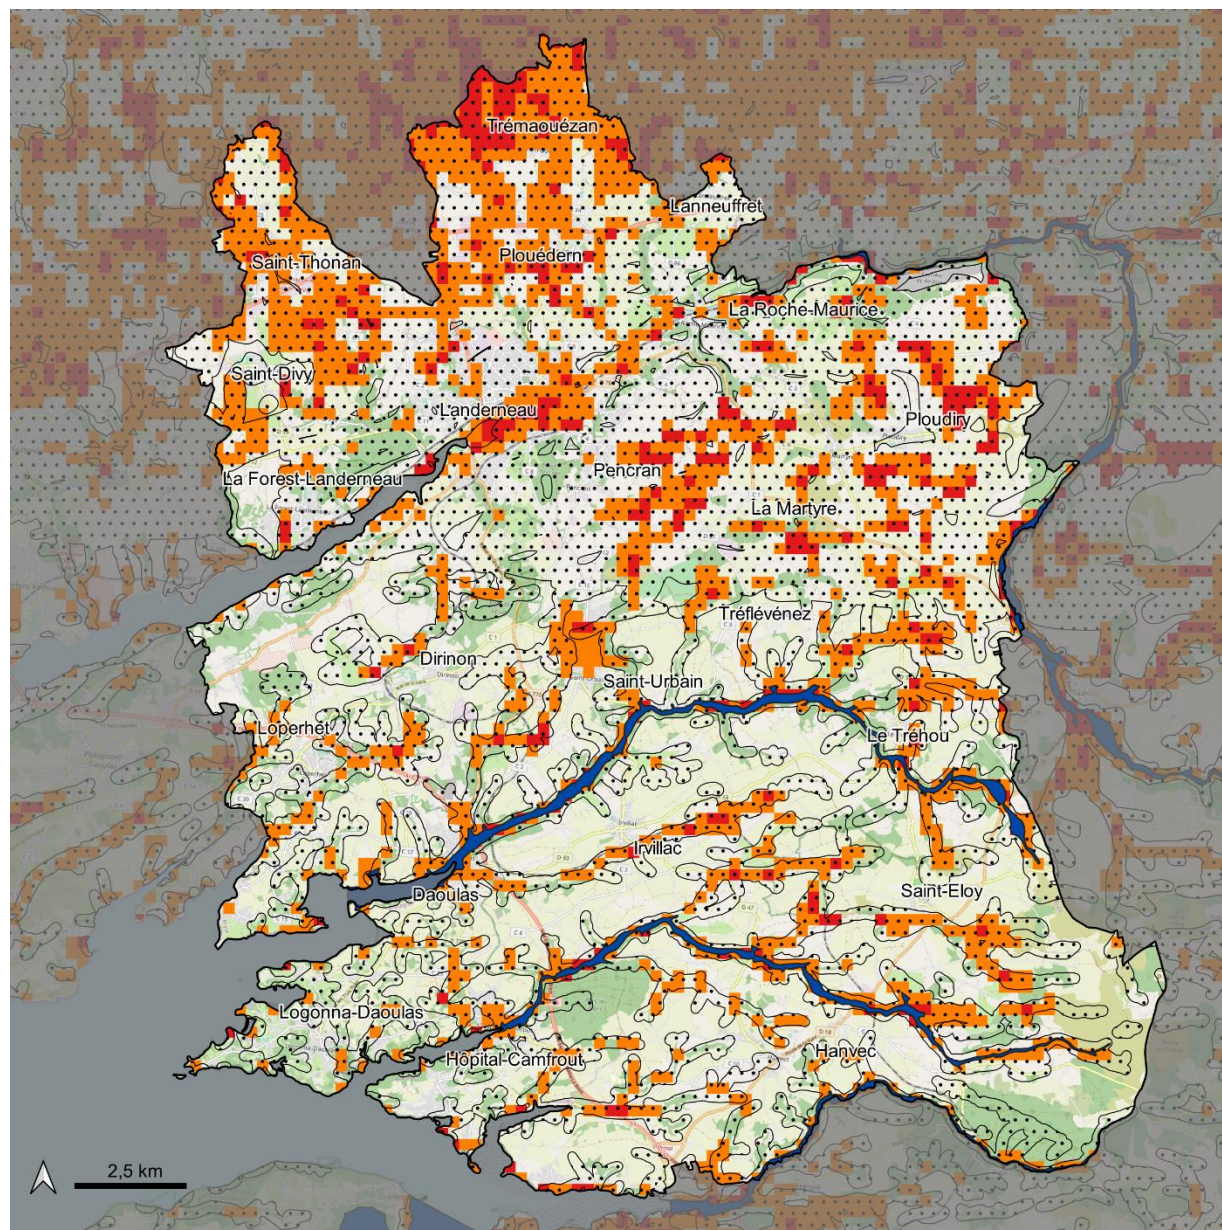 Trémaouézan
Lanneuffret
Plouédern
Saint-Thonan
La Roche-Maurice
Saint-Divy
Landerneau
Ploudiry
Pencran
La Forest-Landerneau
La Martyre
Tréflévénez
Dirinon
Saint-Urbain
Loperhet
Le Tréhou
Irvillac
Saint-Eloy
Daoulas
Logonna-Daoulas
Hôpital-Camfrout
Hanvec
2,5 km